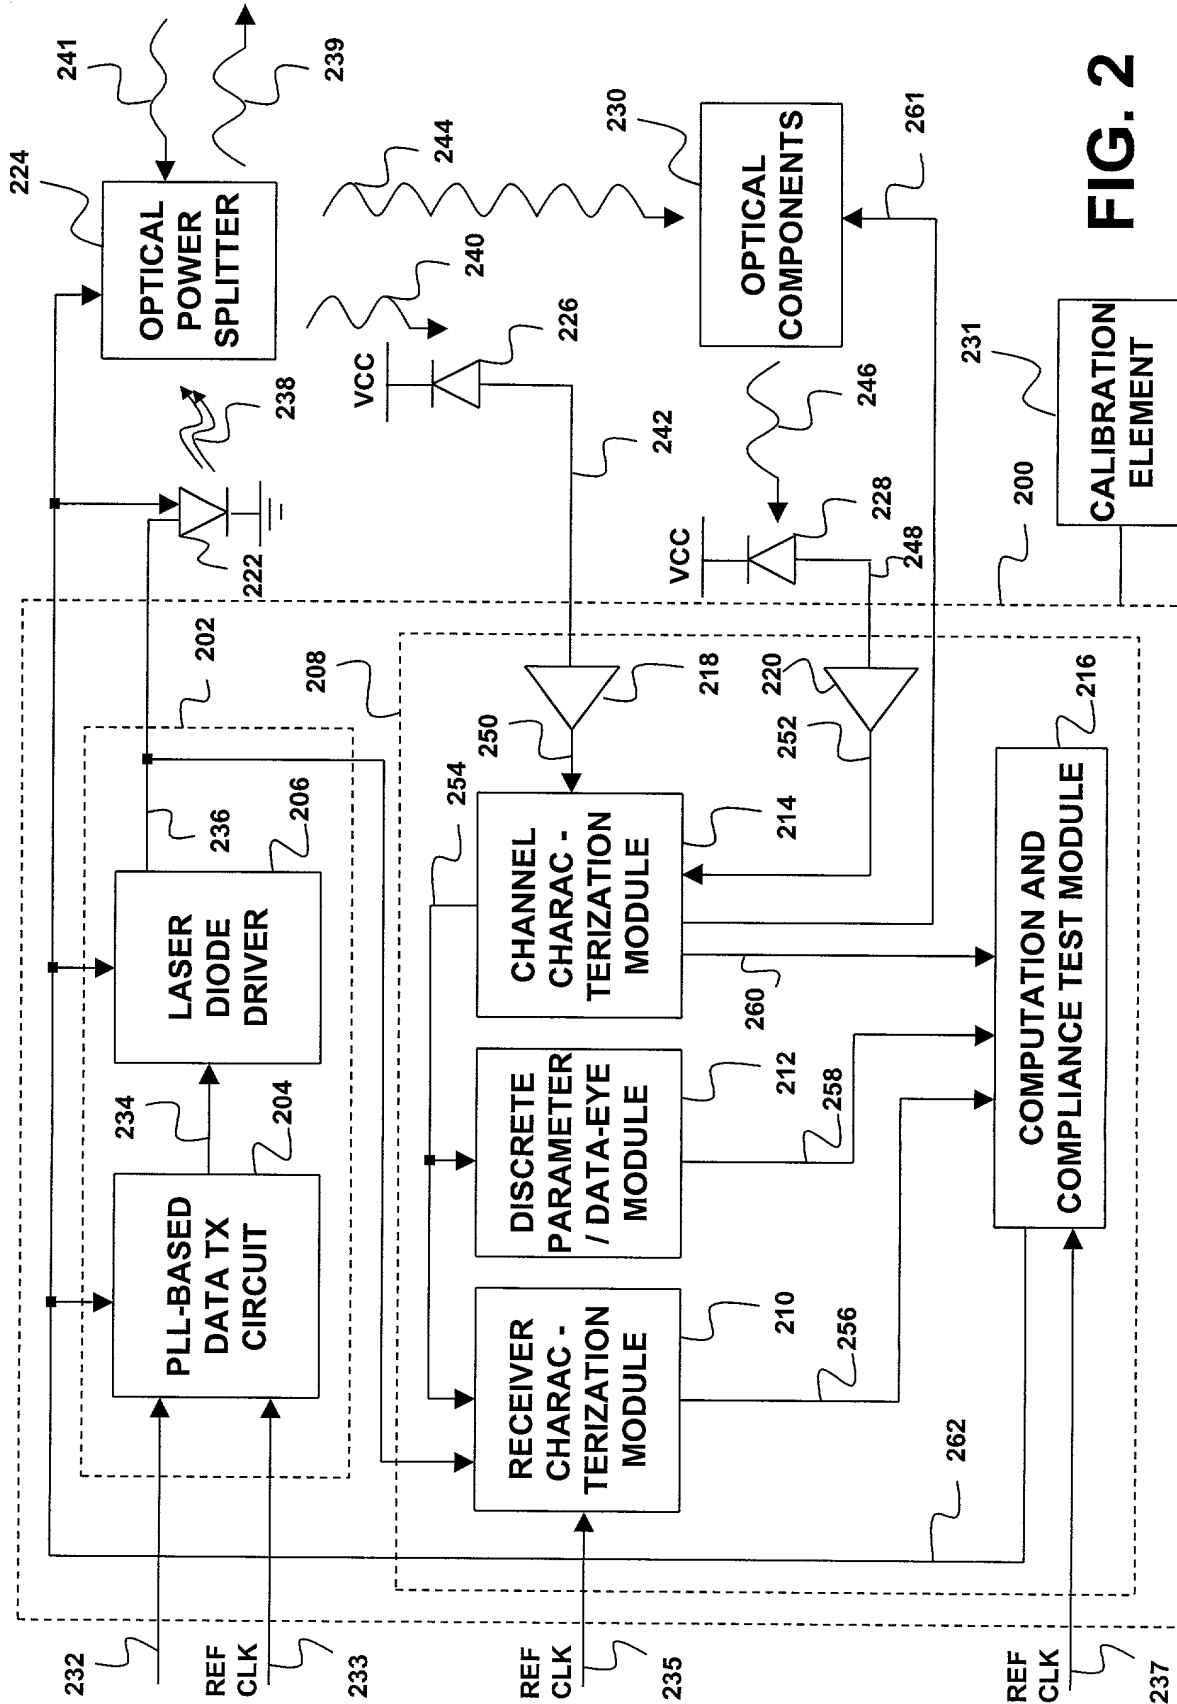 241
239
224
OPTICAL
POWER
SPLITTER
238
222
244
240
VCC
226
242
230
OPTICAL
COMPONENTS
261
246
VCC
228
248
FIG. 2
231
CALIBRATION
ELEMENT
200
202
236
206
LASER
DIODE
DRIVER
234
204
PLL-BASED
DATA TX
CIRCUIT
208
218
250
220
252
254
CHANNEL
CHARAC -
TERIZATION
MODULE
214
260
DISCRETE
PARAMETER
/ DATA-EYE
MODULE
212
258
RECEIVER
CHARAC -
TERIZATION
MODULE
210
256
216
COMPUTATION AND
COMPLIANCE TEST MODULE
262
232
REF
CLK
233
REF
CLK
235
REF
CLK
237